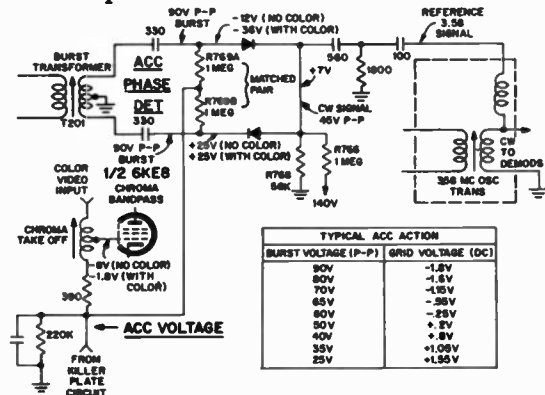 90V P-P
BURST
-12V (NO COLOR)
-36V (WITH COLOR)
REFERENCE
3.58
SIGNAL
330
560
100
BURST
TRANSFORMER
ACC
PHASE
DET
R769A
1 MEG
R769B
1 MEG
MATCHED
PAIR
+7V
1800
T201
330
CW SIGNAL
45V P-P
90V P-P
BURST
+25V (NO COLOR)
+25V (WITH COLOR)
1/2 6KE8
R766
1 MEG
R768
56K
140V
CW
TO
DEMODS
3.58 MC OSC
TRANS
COLOR
VIDEO
INPUT
CHROMA
BANDPASS
CHROMA
TAKE OFF
(NO COLOR)
-1.8V (WITH
COLOR)
390
220K
ACC VOLTAGE
FROM
KILLER
PLATE
CIRCUIT
TYPICAL ACC ACTION
BURST VOLTAGE (P-P) GRID VOLTAGE (DC)
90V -1.8V
80V -1.6V
70V -1.15V
65V -.95V
60V -.25V
50V +.2V
40V +.8V
35V +1.05V
25V +1.55V